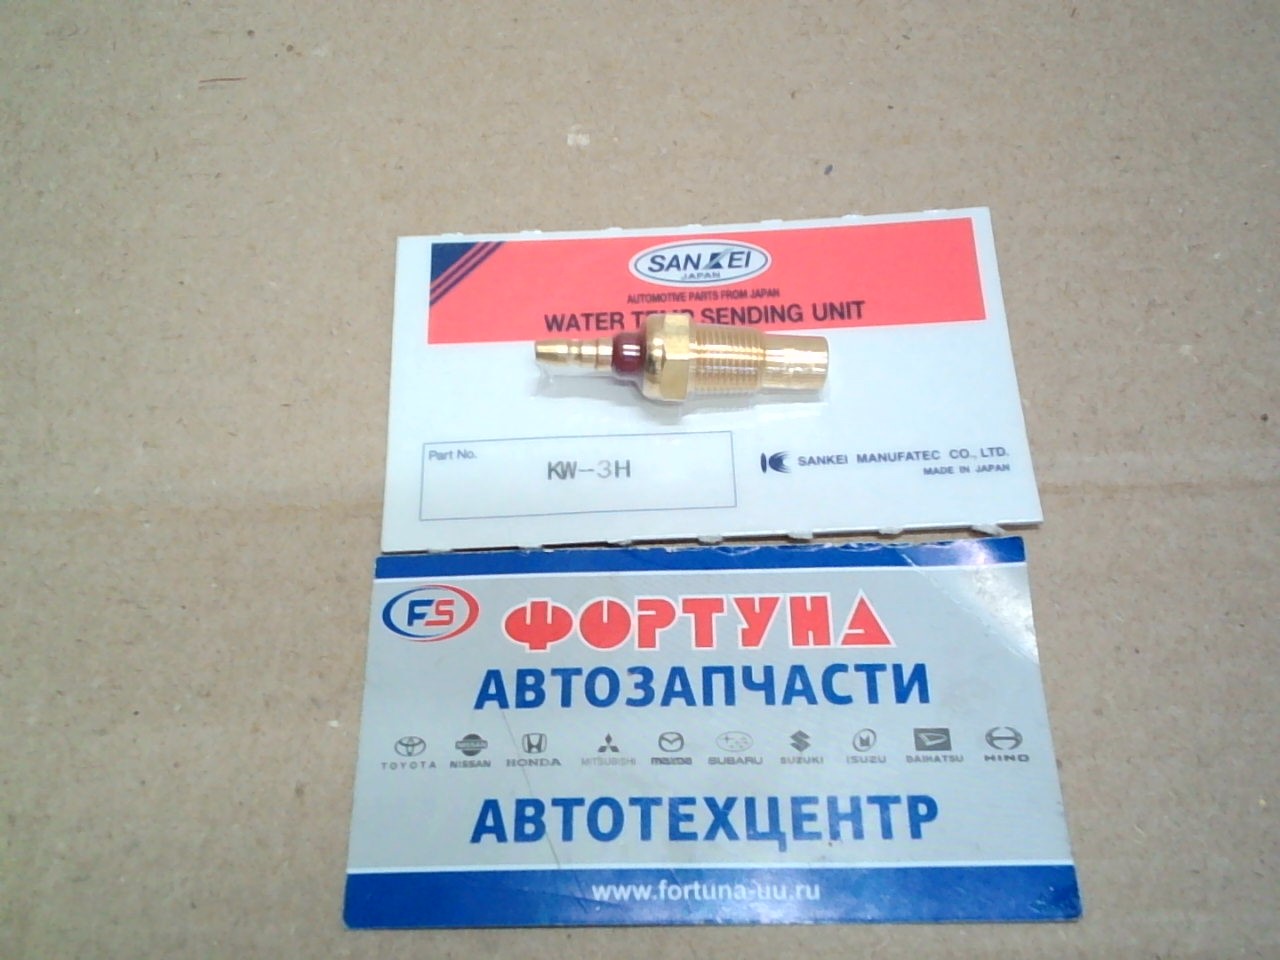 SANKEI
JAPAN
AUTOMOTIVE PARTS FROM JAPAN
WATER TEMP SENDING UNIT
Part No.
KW-3H
SANKEI MANUFATEC CO., LTD.
MADE IN JAPAN
FS
ФОРТУНА
АВТОЗАПЧАСТИ
TOYOTA NISSAN HONDA MITSUBISHI mazda SUBARU SUZUKI ISUZU DAIHATSU HINO
АВТОТЕХЦЕНТР
www.fortuna-uu.ru